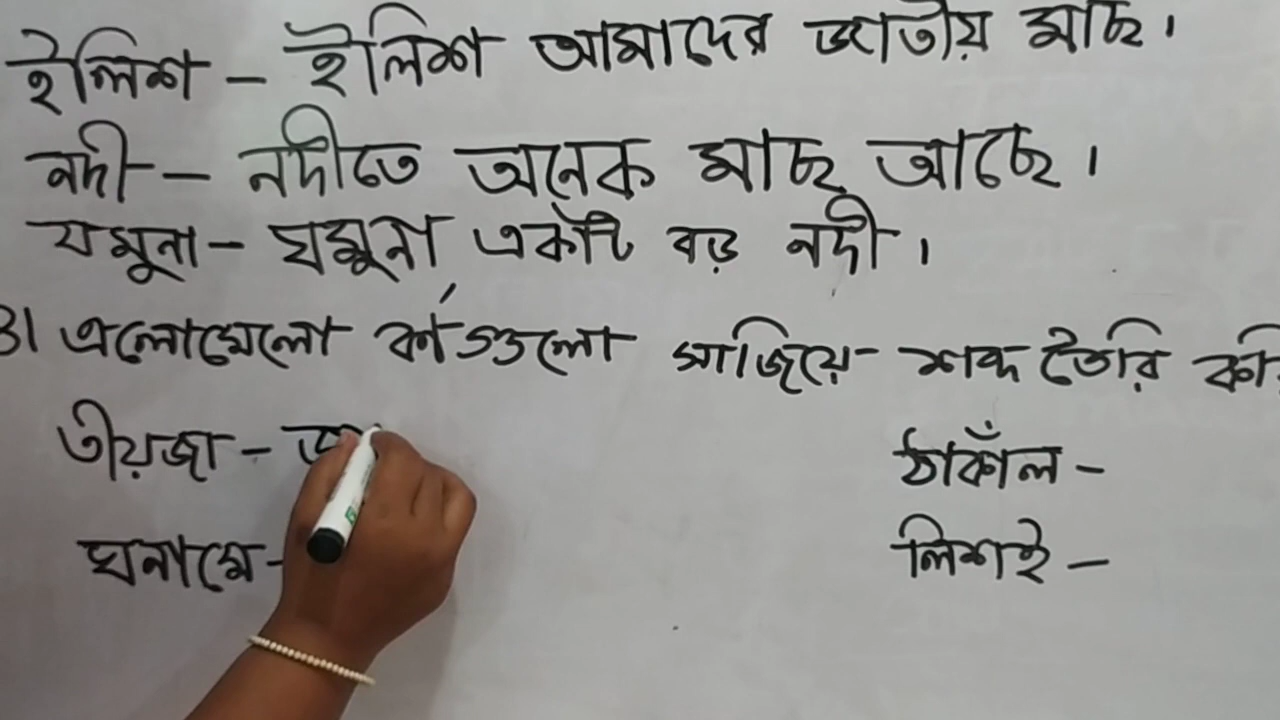 ইলিশ – ইলিশ আমাদের জাতীয় মাছ।
নদী – নদীতে অনেক মাছ আছে।
যমুনা – যমুনা একটি বড় নদী।
৪। এলোমেলো বর্ণগুলো সাজিয়ে শব্দ তৈরি করি
তীয়জা – জ
ঠাকাঁল –
ঘনামে –
লিশই –